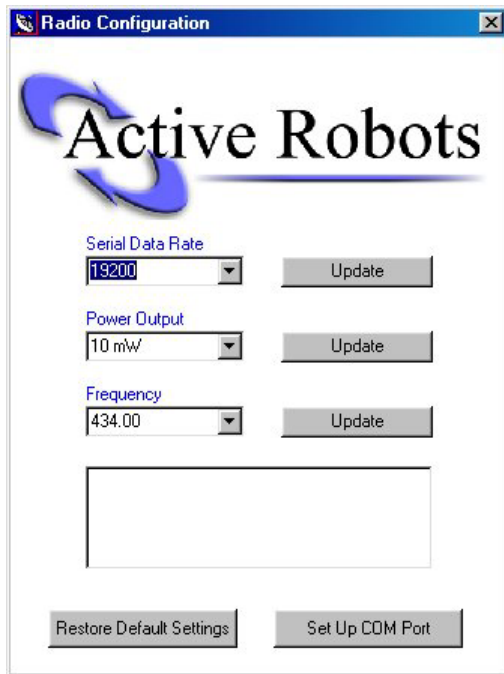 Radio Configuration
Active Robots
Serial Data Rate
19200
Update
Power Output
10 mW
Update
Frequency
434.00
Update
Restore Default Settings
Set Up COM Port